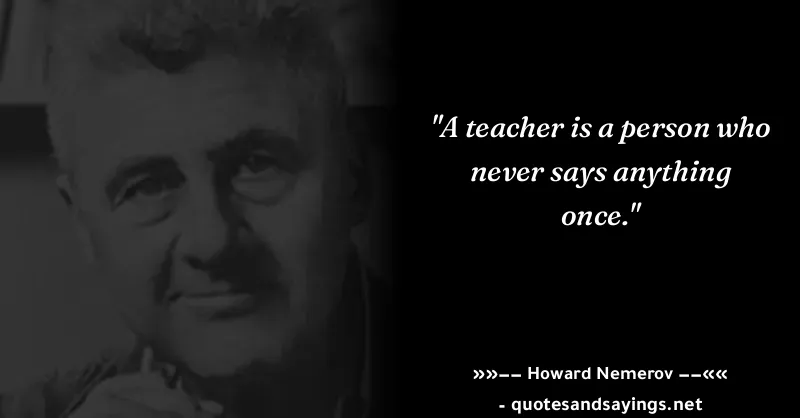 "A teacher is a person who
never says anything
once."
»»−− Howard Nemerov −−««
- quotesandsayings.net